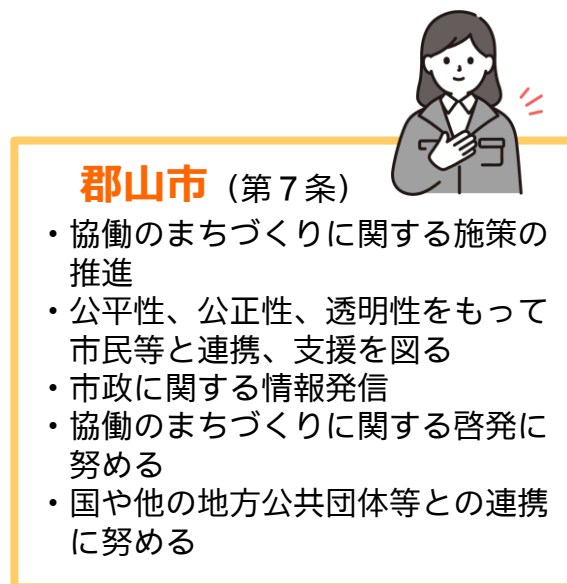 郡山市（第７条）
・協働のまちづくりに関する施策の
推進
・公平性、公正性、透明性をもって
市民等と連携、支援を図る
・市政に関する情報発信
・協働のまちづくりに関する啓発に
努める
・国や他の地方公共団体等との連携
に努める